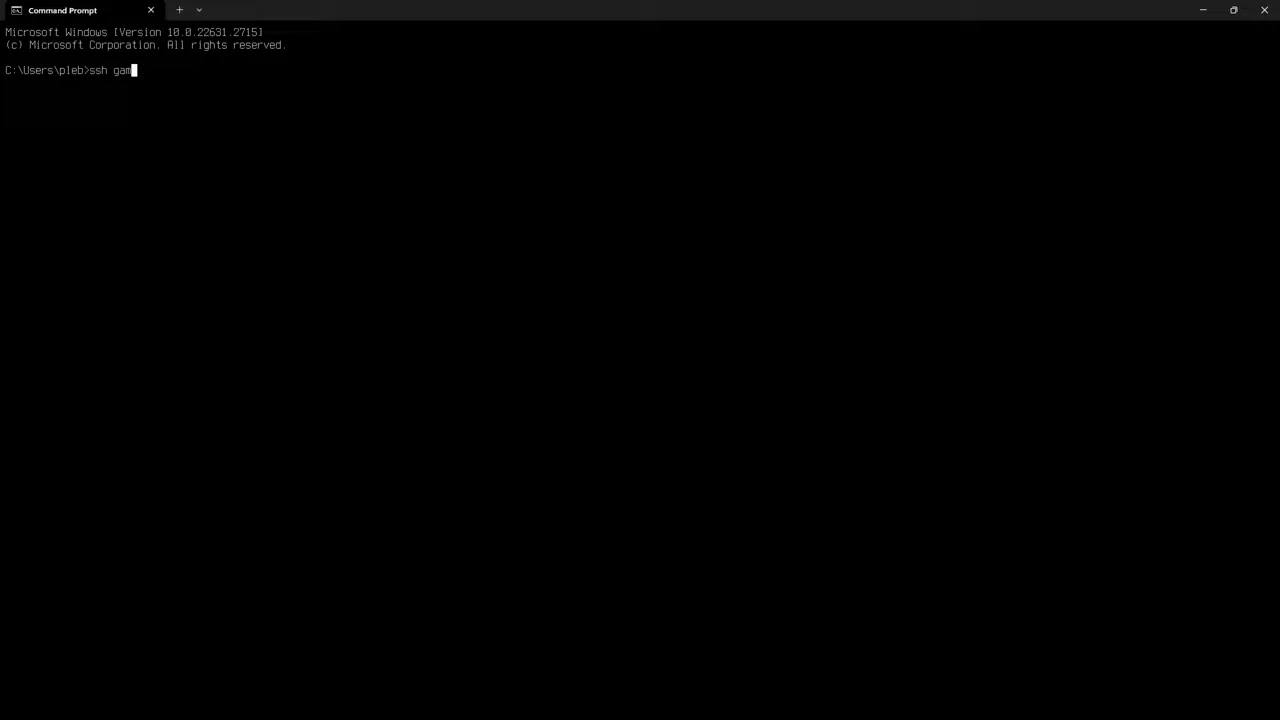 Command Prompt
Microsoft Windows [Version 10.0.22631.2715]
(c) Microsoft Corporation. All rights reserved.
C:\Users\pleb>ssh gam